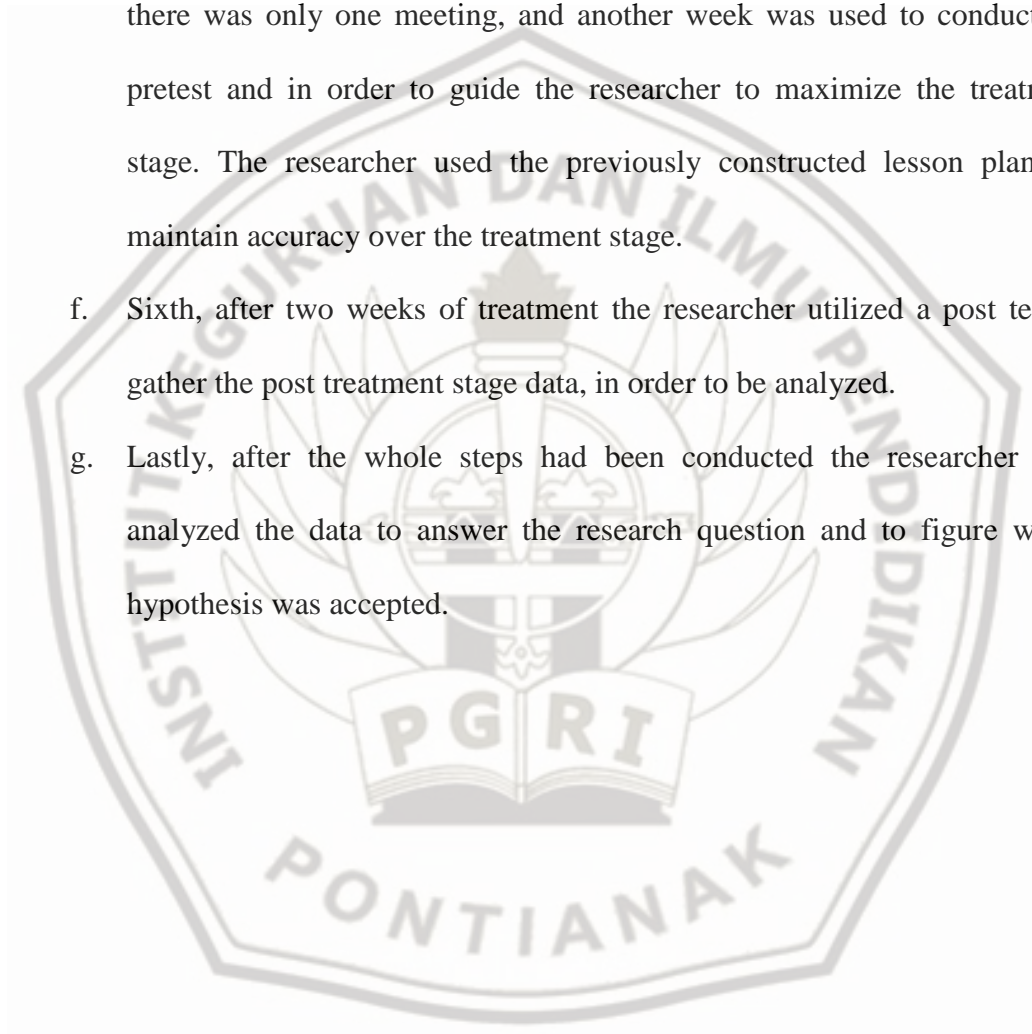 there was only one meeting, and another week was used to conduct
pretest and in order to guide the researcher to maximize the
stage. The researcher used the previously constructed lesson
maintain accuracy over the treatment stage.
f. Sixth, after two weeks of treatment the researcher utilized a post
gather the post treatment stage data, in order to be analyzed.
g. Lastly, after the whole steps had been conducted the researcher
analyzed the data to answer the research question and to figure
hypothesis was accepted.
INSTITUT KEGURUAN DAN ILMU PENDIDIKAN
PGRI
PONTIANAK